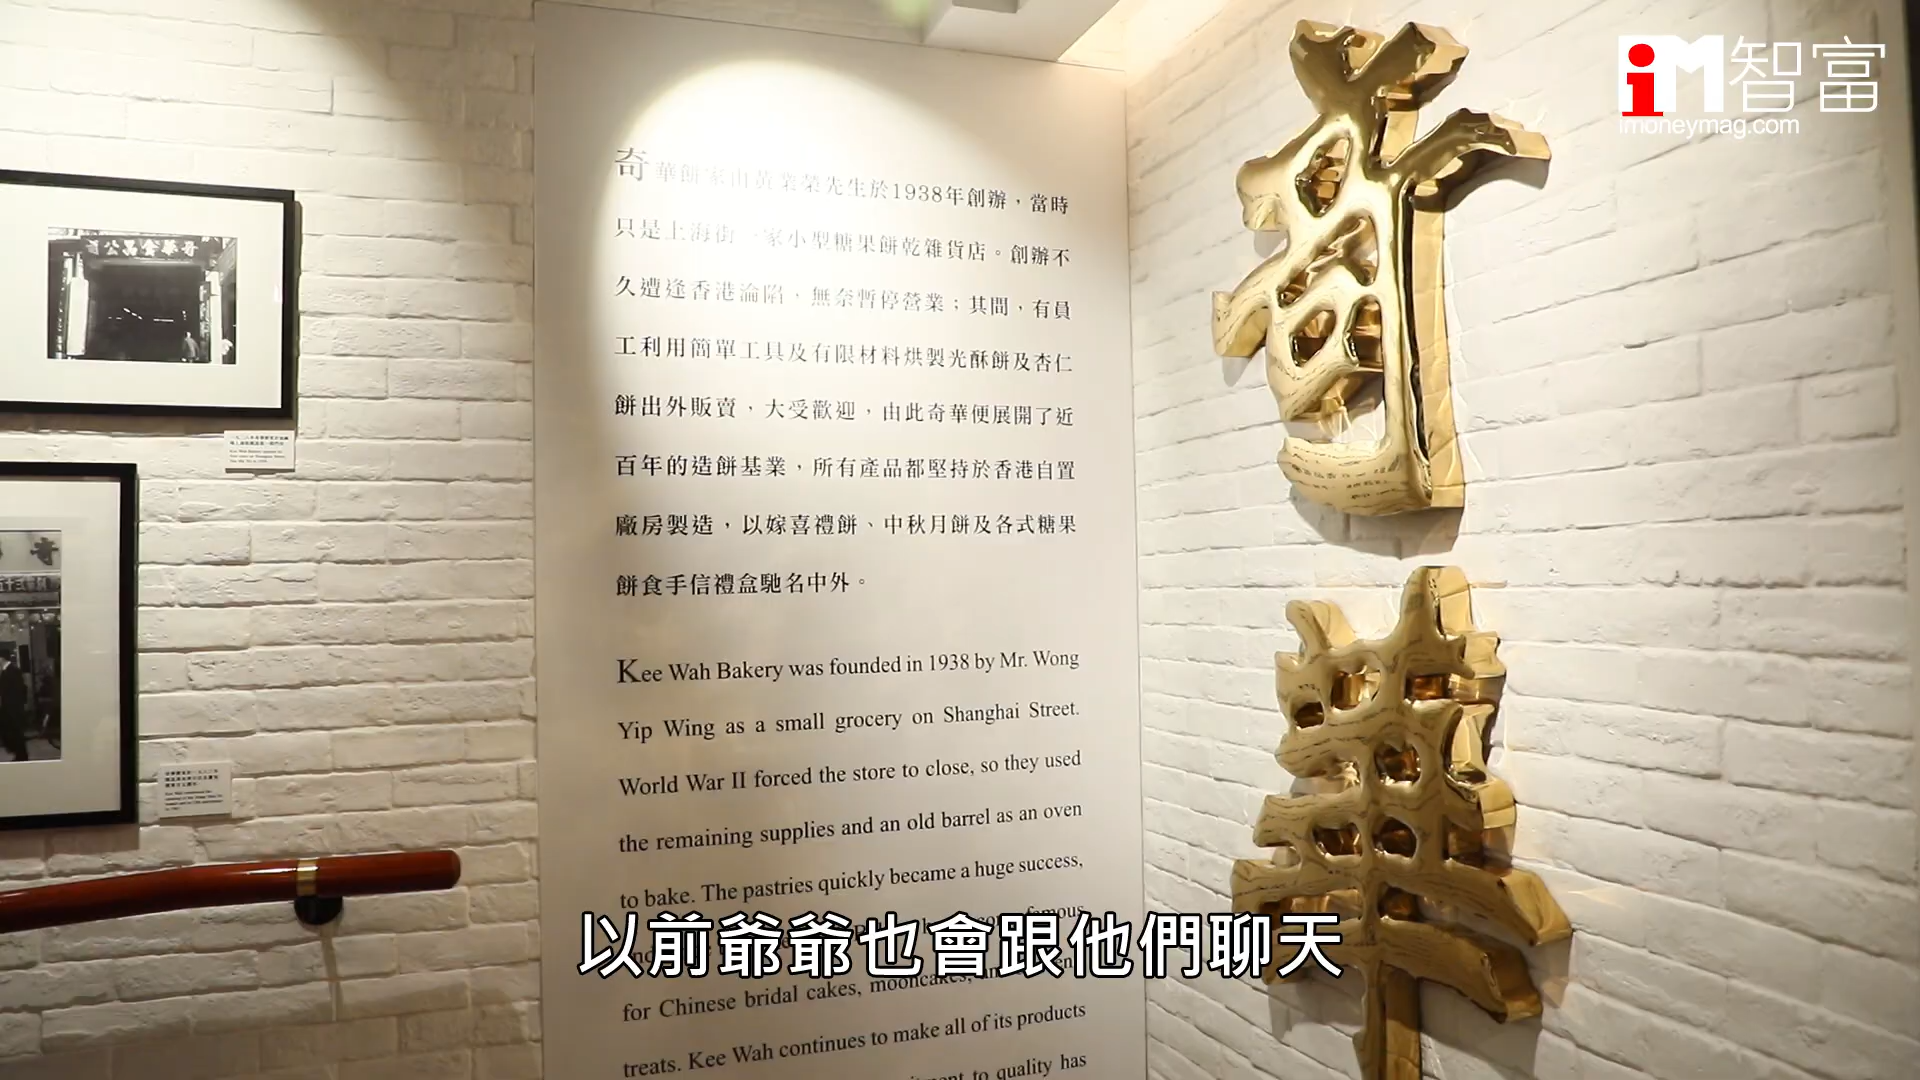 iM智富
imoneymag.com
奇華
奇華餅家由黃業榮先生於1938年創辦，當時
只是上海街一家小型糖果餅乾雜貨店。創辦不
久遭逢香港淪陷，無奈暫停營業；其間，有員
工利用簡單工具及有限材料烘製光酥餅及杏仁
餅出外販賣，大受歡迎，由此奇華便展開了近
百年的造餅基業，所有產品都堅持於香港自置
廠房製造，以嫁喜禮餅、中秋月餅及各式糖果
餅食手信禮盒馳名中外。
Kee Wah Bakery was founded in 1938 by Mr. Wong
Yip Wing as a small grocery on Shanghai Street.
World War II forced the store to close, so they used
the remaining supplies and an old barrel as an oven
to bake. The pastries quickly became a huge success,
famous
for Chinese bridal cakes, mooncakes,
treats. Kee Wah continues to make all of its products
to quality has
以前爺爺也會跟他們聊天